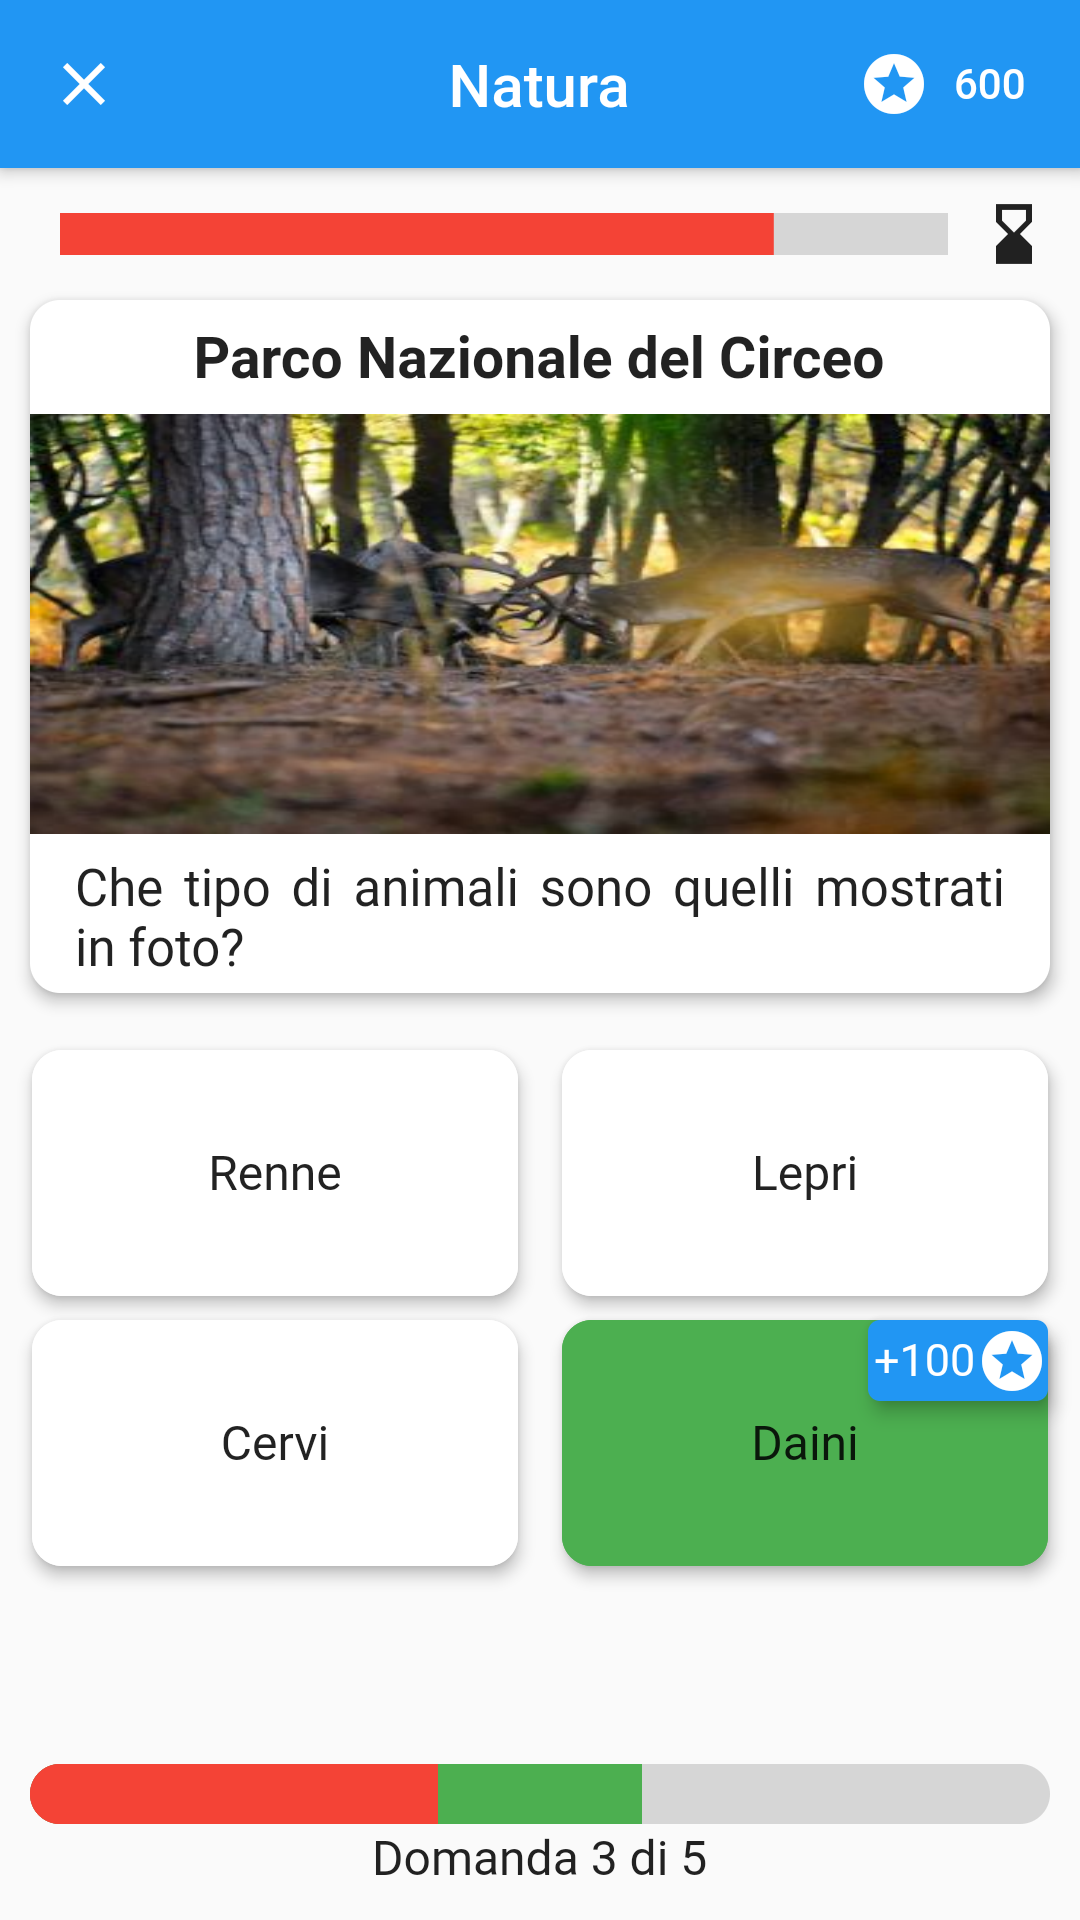 Natura
600
Parco Nazionale del Circeo
Che tipo di animali sono quelli mostrati
in foto?
Renne
Lepri
Cervi
+100
Daini
Domanda 3 di 5